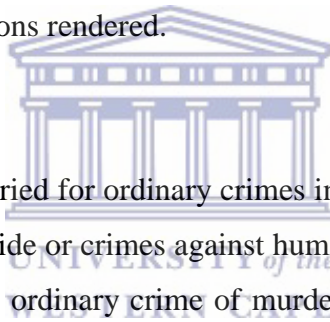 ons rendered.
ried for ordinary crimes in
ide or crimes against hum
UNIVERSITY of the
ordinary crime of murde
WESTERN CAPE